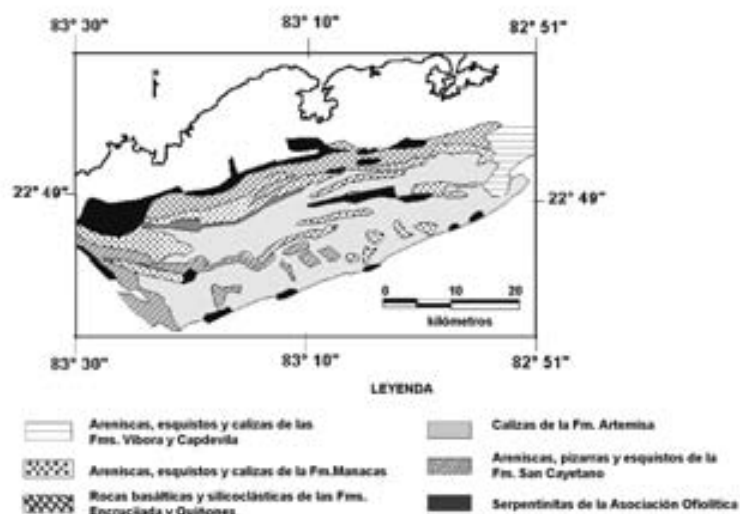 83° 30" 83° 10" 82° 51"
22° 49" 22° 49"
0 10 20
kilómetros
83° 30" 83° 10" 82° 51"
LEYENDA
Areniscas, esquistos y calizas de las
Fms. Vibora y Capdevila
Areniscas, esquistos y calizas de la Fm.Manacas
Rocas basálticas y silicoclásticas de las Fms.
Encrucijada y Quiñones
Calizas de la Fm. Artemisa
Areniscas, pizarras y esquistos de la
Fm. San Cayetano
Serpentinitas de la Asociación Ofiolítica